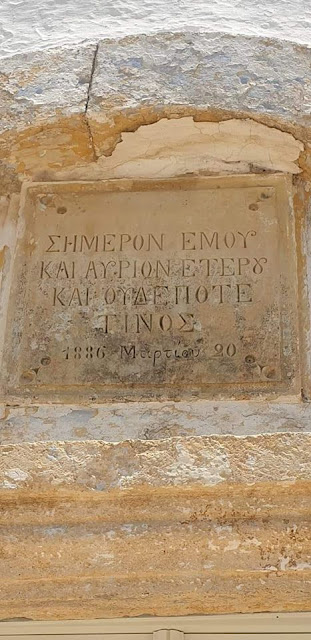 ΣΗΜΕΡΟΝ ΕΜΟΥ
ΚΑΙ ΑΥΡΙΟΝ ΕΤΕΡȢ
ΚΑΙ ΟΥΔΕΠΟΤΕ
ΤΙΝΟΣ
1886 Μαρτίου 20